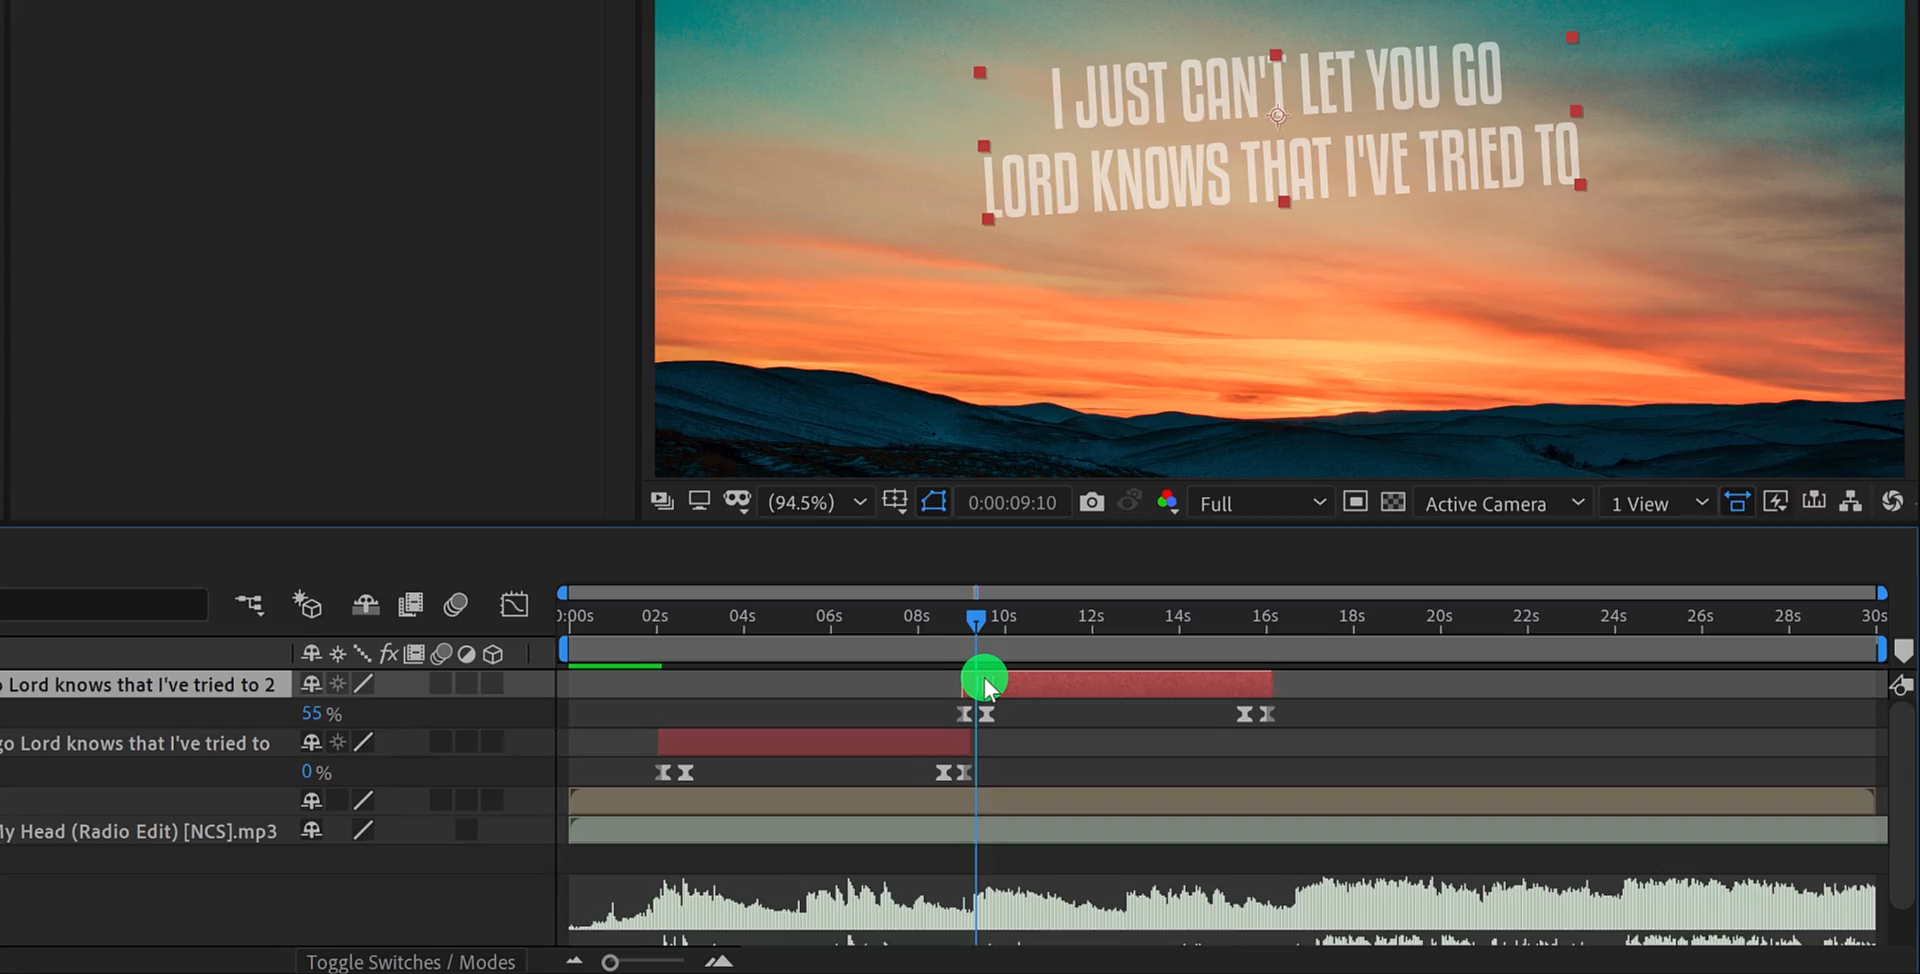 I JUST CAN'T LET YOU GO
LORD KNOWS THAT I'VE TRIED TO
(94.5%)
0:00:09:10
Full
Active Camera
1 View
0:00s 02s 04s 06s 08s 10s 12s 14s 16s 18s 20s 22s 24s 26s 28s 30s
fx
o Lord knows that I've tried to 2
55 %
go Lord knows that I've tried to
0 %
My Head (Radio Edit) [NCS].mp3
Toggle Switches / Modes